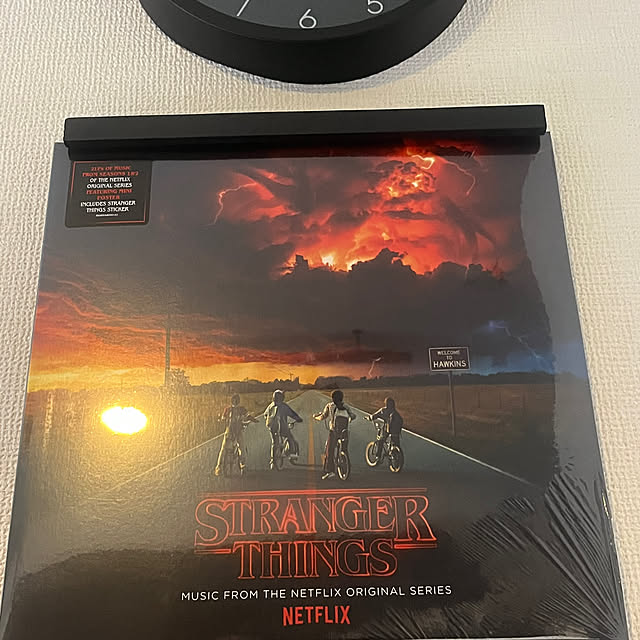 7 6 5
2LPs OF MUSIC
FROM SEASONS 1&2
OF THE NETFLIX
ORIGINAL SERIES
FEATURING MINI
POSTER
INCLUDES STRANGER
THINGS STICKER
WELCOME
TO
HAWKINS
STRANGER
THINGS
MUSIC FROM THE NETFLIX ORIGINAL SERIES
NETFLIX